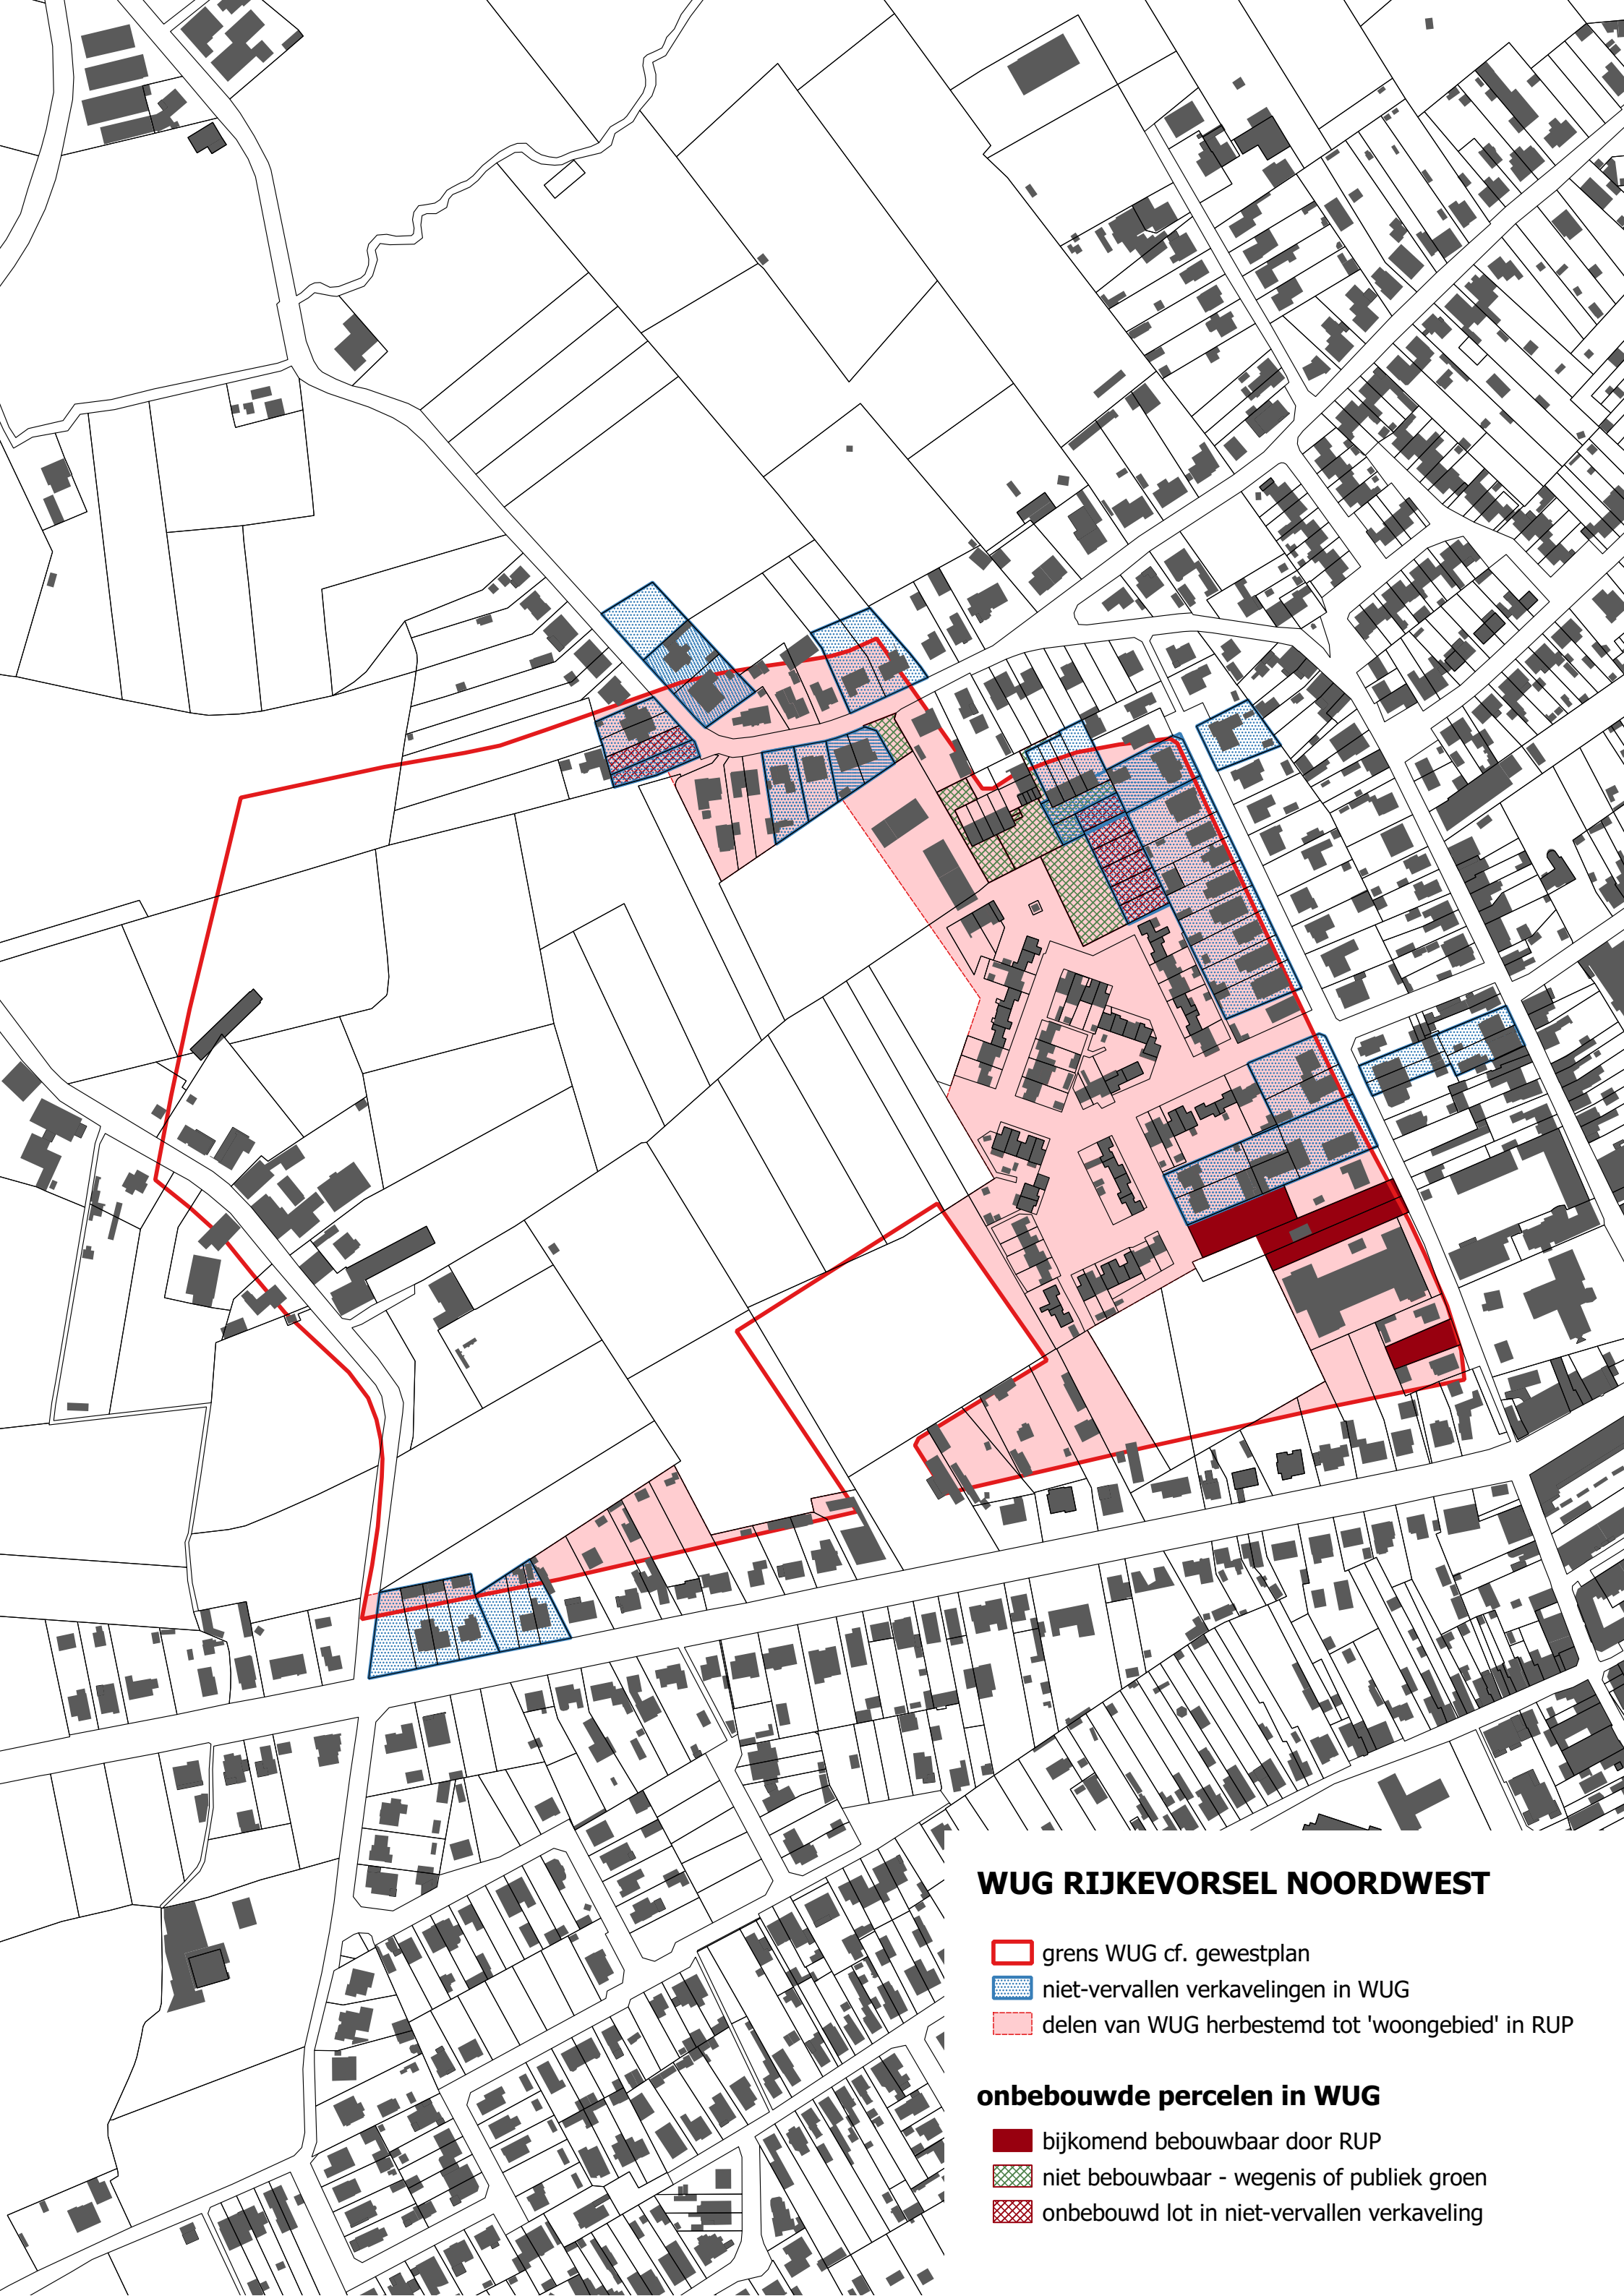 WUG RIJKEVORSEL NOORDWEST
grens WUG cf. gewestplan
niet-vervallen verkavelingen in WUG
delen van WUG herbestemd tot 'woongebied' in RUP
onbebouwde percelen in WUG
bijkomend bebouwbaar door RUP
niet bebouwbaar - wegenis of publiek groen
onbebouwd lot in niet-vervallen verkaveling